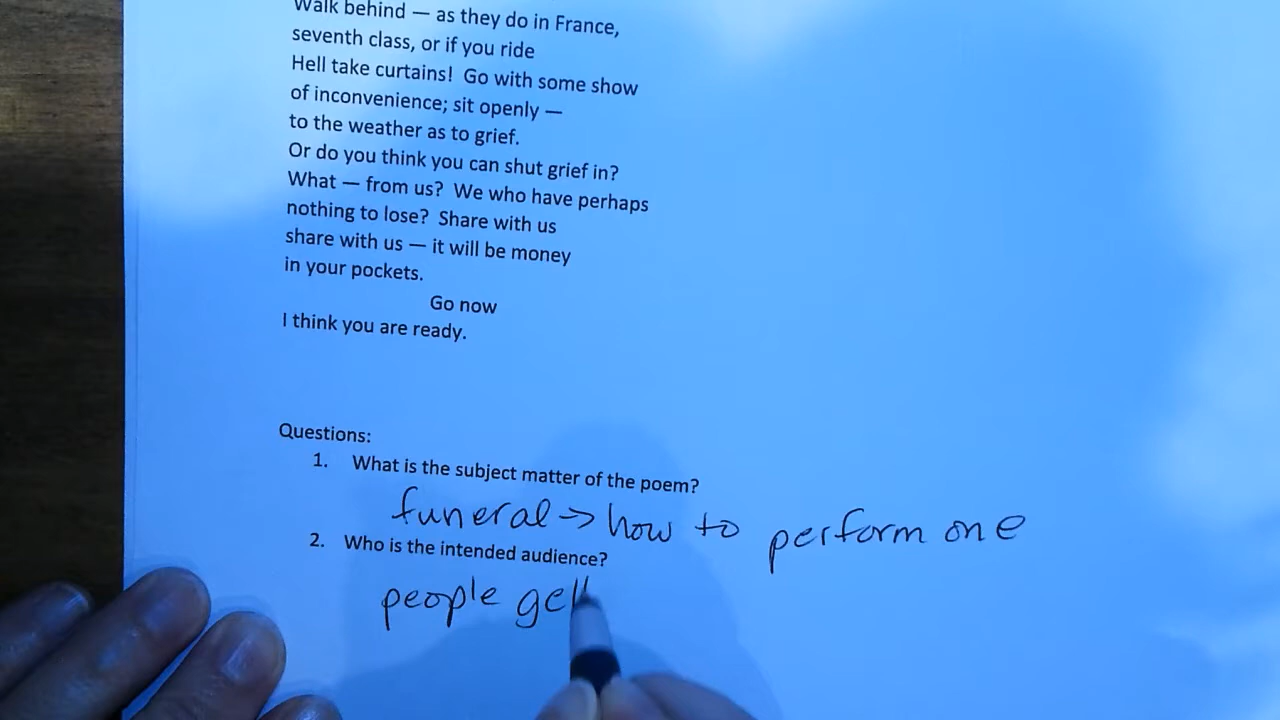 Walk behind — as they do in France,
seventh class, or if you ride
Hell take curtains! Go with some show
of inconvenience; sit openly —
to the weather as to grief.
Or do you think you can shut grief in?
What — from us? We who have perhaps
nothing to lose? Share with us
share with us — it will be money
in your pockets.
Go now
I think you are ready.
Questions:
1. What is the subject matter of the poem?
funeral → how to perform one
2. Who is the intended audience?
people